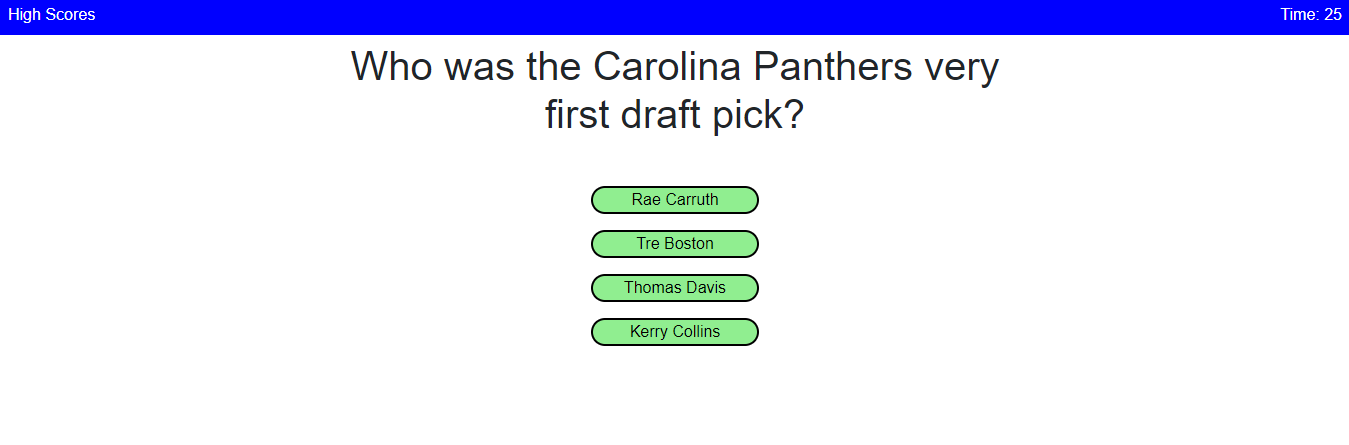 High Scores
Time: 25
Who was the Carolina Panthers very
first draft pick?
Rae Carruth
Tre Boston
Thomas Davis
Kerry Collins